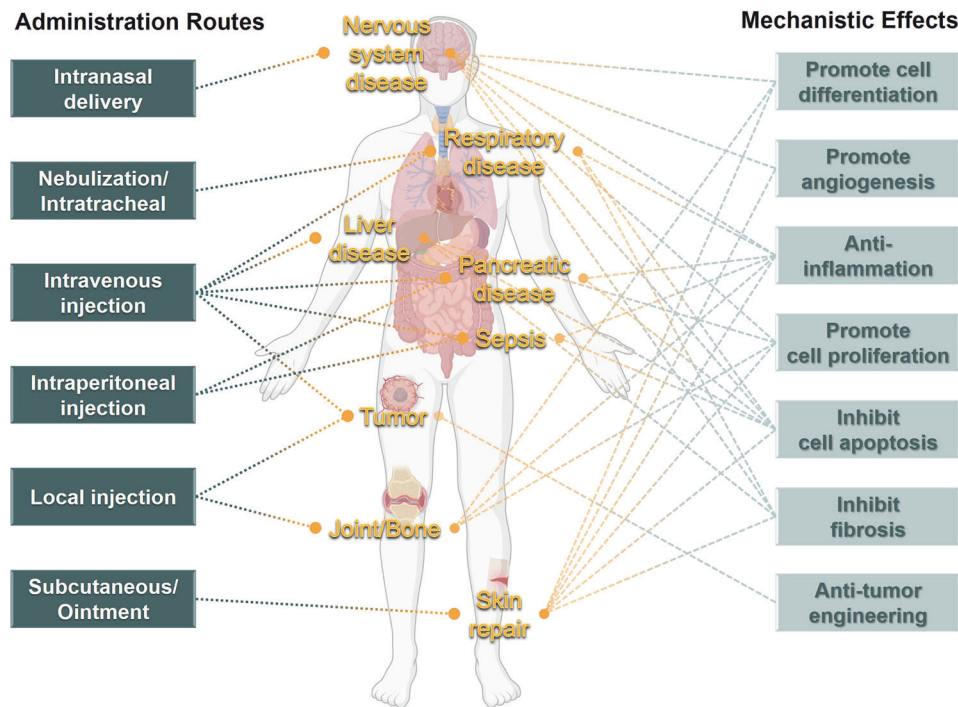 Administration Routes
Intranasal
delivery
Nebulization/
Intratracheal
Intravenous
injection
Intraperitoneal
injection
Local injection
Subcutaneous/
Ointment
Nervous
system
disease
Respiratory
disease
Liver
disease
Pancreatic
disease
Sepsis
Tumor
Joint/Bone
Skin
repair
Mechanistic Effects
Promote cell
differentiation
Promote
angiogenesis
Anti-
inflammation
Promote
cell proliferation
Inhibit
cell apoptosis
Inhibit
fibrosis
Anti-tumor
engineering